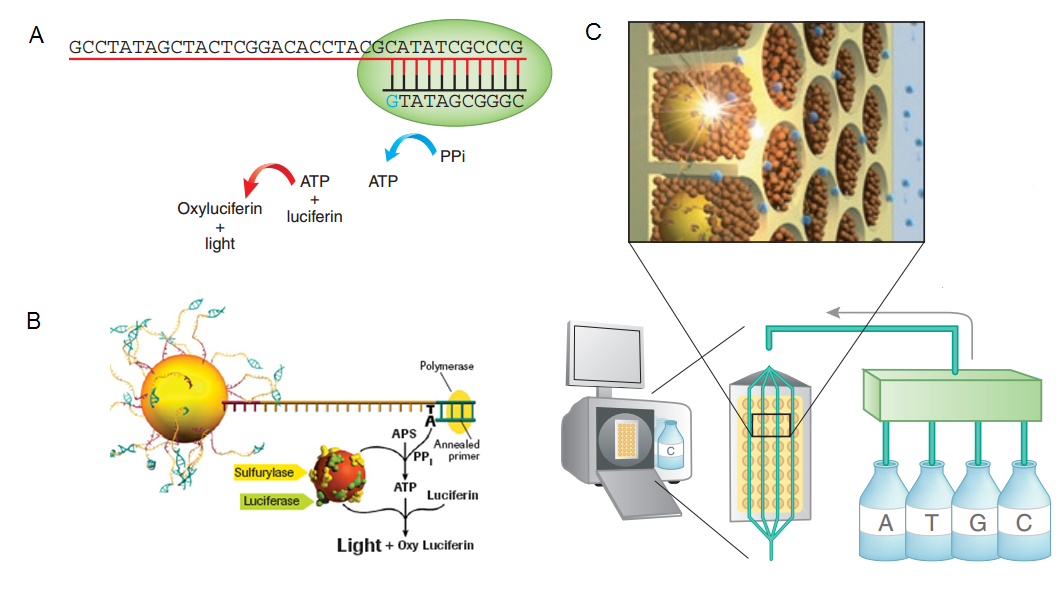 A
GCCTATAGCTACTCGGACACCTACGCATATCGCCCG
GTATAGCGGGC
PPi
ATP
ATP
+
luciferin
Oxyluciferin
+
light
B
Polymerase
T
A
Annealed
primer
APS
PPi
ATP
Sulfurylase
Luciferase
Luciferin
Light + Oxy Luciferin
C
C
A
T
G
C